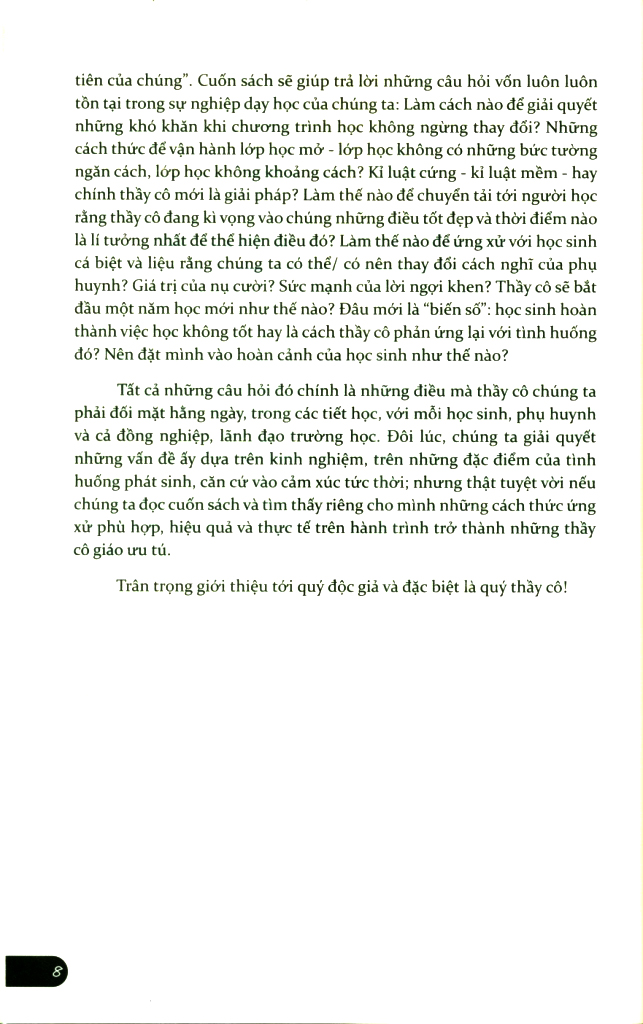 tiên của chúng”. Cuốn sách sẽ giúp trả lời những câu hỏi vốn luôn luôn
tồn tại trong sự nghiệp dạy học của chúng ta: Làm cách nào để giải quyết
những khó khăn khi chương trình học không ngừng thay đổi? Những
cách thức để vận hành lớp học mở - lớp học không có những bức tường
ngăn cách, lớp học không khoảng cách? Kỉ luật cứng - kỉ luật mềm - hay
chính thầy cô mới là giải pháp? Làm thế nào để chuyển tải tới người học
rằng thầy cô đang kì vọng vào chúng những điều tốt đẹp và thời điểm nào
là lí tưởng nhất để thể hiện điều đó? Làm thế nào để ứng xử với học sinh
cá biệt và liệu rằng chúng ta có thể/ có nên thay đổi cách nghĩ của phụ
huynh? Giá trị của nụ cười? Sức mạnh của lời ngợi khen? Thầy cô sẽ bắt
đầu một năm học mới như thế nào? Đâu mới là “biến số”: học sinh hoàn
thành việc học không tốt hay là cách thầy cô phản ứng lại với tình huống
đó? Nên đặt mình vào hoàn cảnh của học sinh như thế nào?
Tất cả những câu hỏi đó chính là những điều mà thầy cô chúng ta
phải đối mặt hằng ngày, trong các tiết học, với mỗi học sinh, phụ huynh
và cả đồng nghiệp, lãnh đạo trường học. Đôi lúc, chúng ta giải quyết
những vấn đề ấy dựa trên kinh nghiệm, trên những đặc điểm của tình
huống phát sinh, căn cứ vào cảm xúc tức thời; nhưng thật tuyệt vời nếu
chúng ta đọc cuốn sách và tìm thấy riêng cho mình những cách thức ứng
xử phù hợp, hiệu quả và thực tế trên hành trình trở thành những thầy
cô giáo ưu tú.
Trân trọng giới thiệu tới quý độc giả và đặc biệt là quý thầy cô!
8